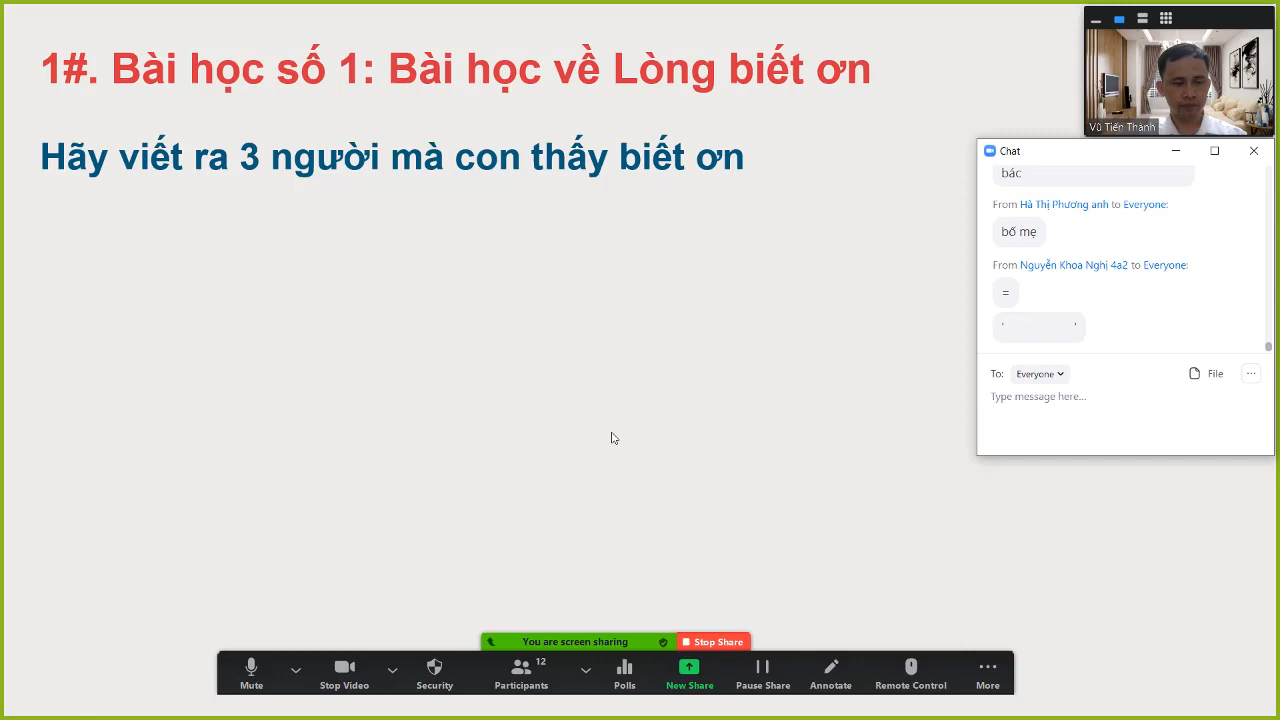 1#. Bài học số 1: Bài học về Lòng biết ơn
Hãy viết ra 3 người mà con thấy biết ơn
Vũ Tiến Thành
Chat
bác
From Hà Thị Phương anh to Everyone:
bố mẹ
From Nguyễn Khoa Nghị 4a2 to Everyone:
=
'                    '
To: Everyone File ...
Type message here...
You are screen sharing Stop Share
12
Mute Stop Video Security Participants Polls New Share Pause Share Annotate Remote Control More